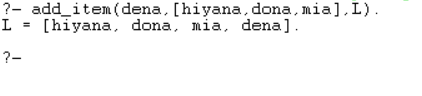 ?- add_item(dena,[hiyana,dona,mia],L).
L = [hiyana, dona, mia, dena].
?-